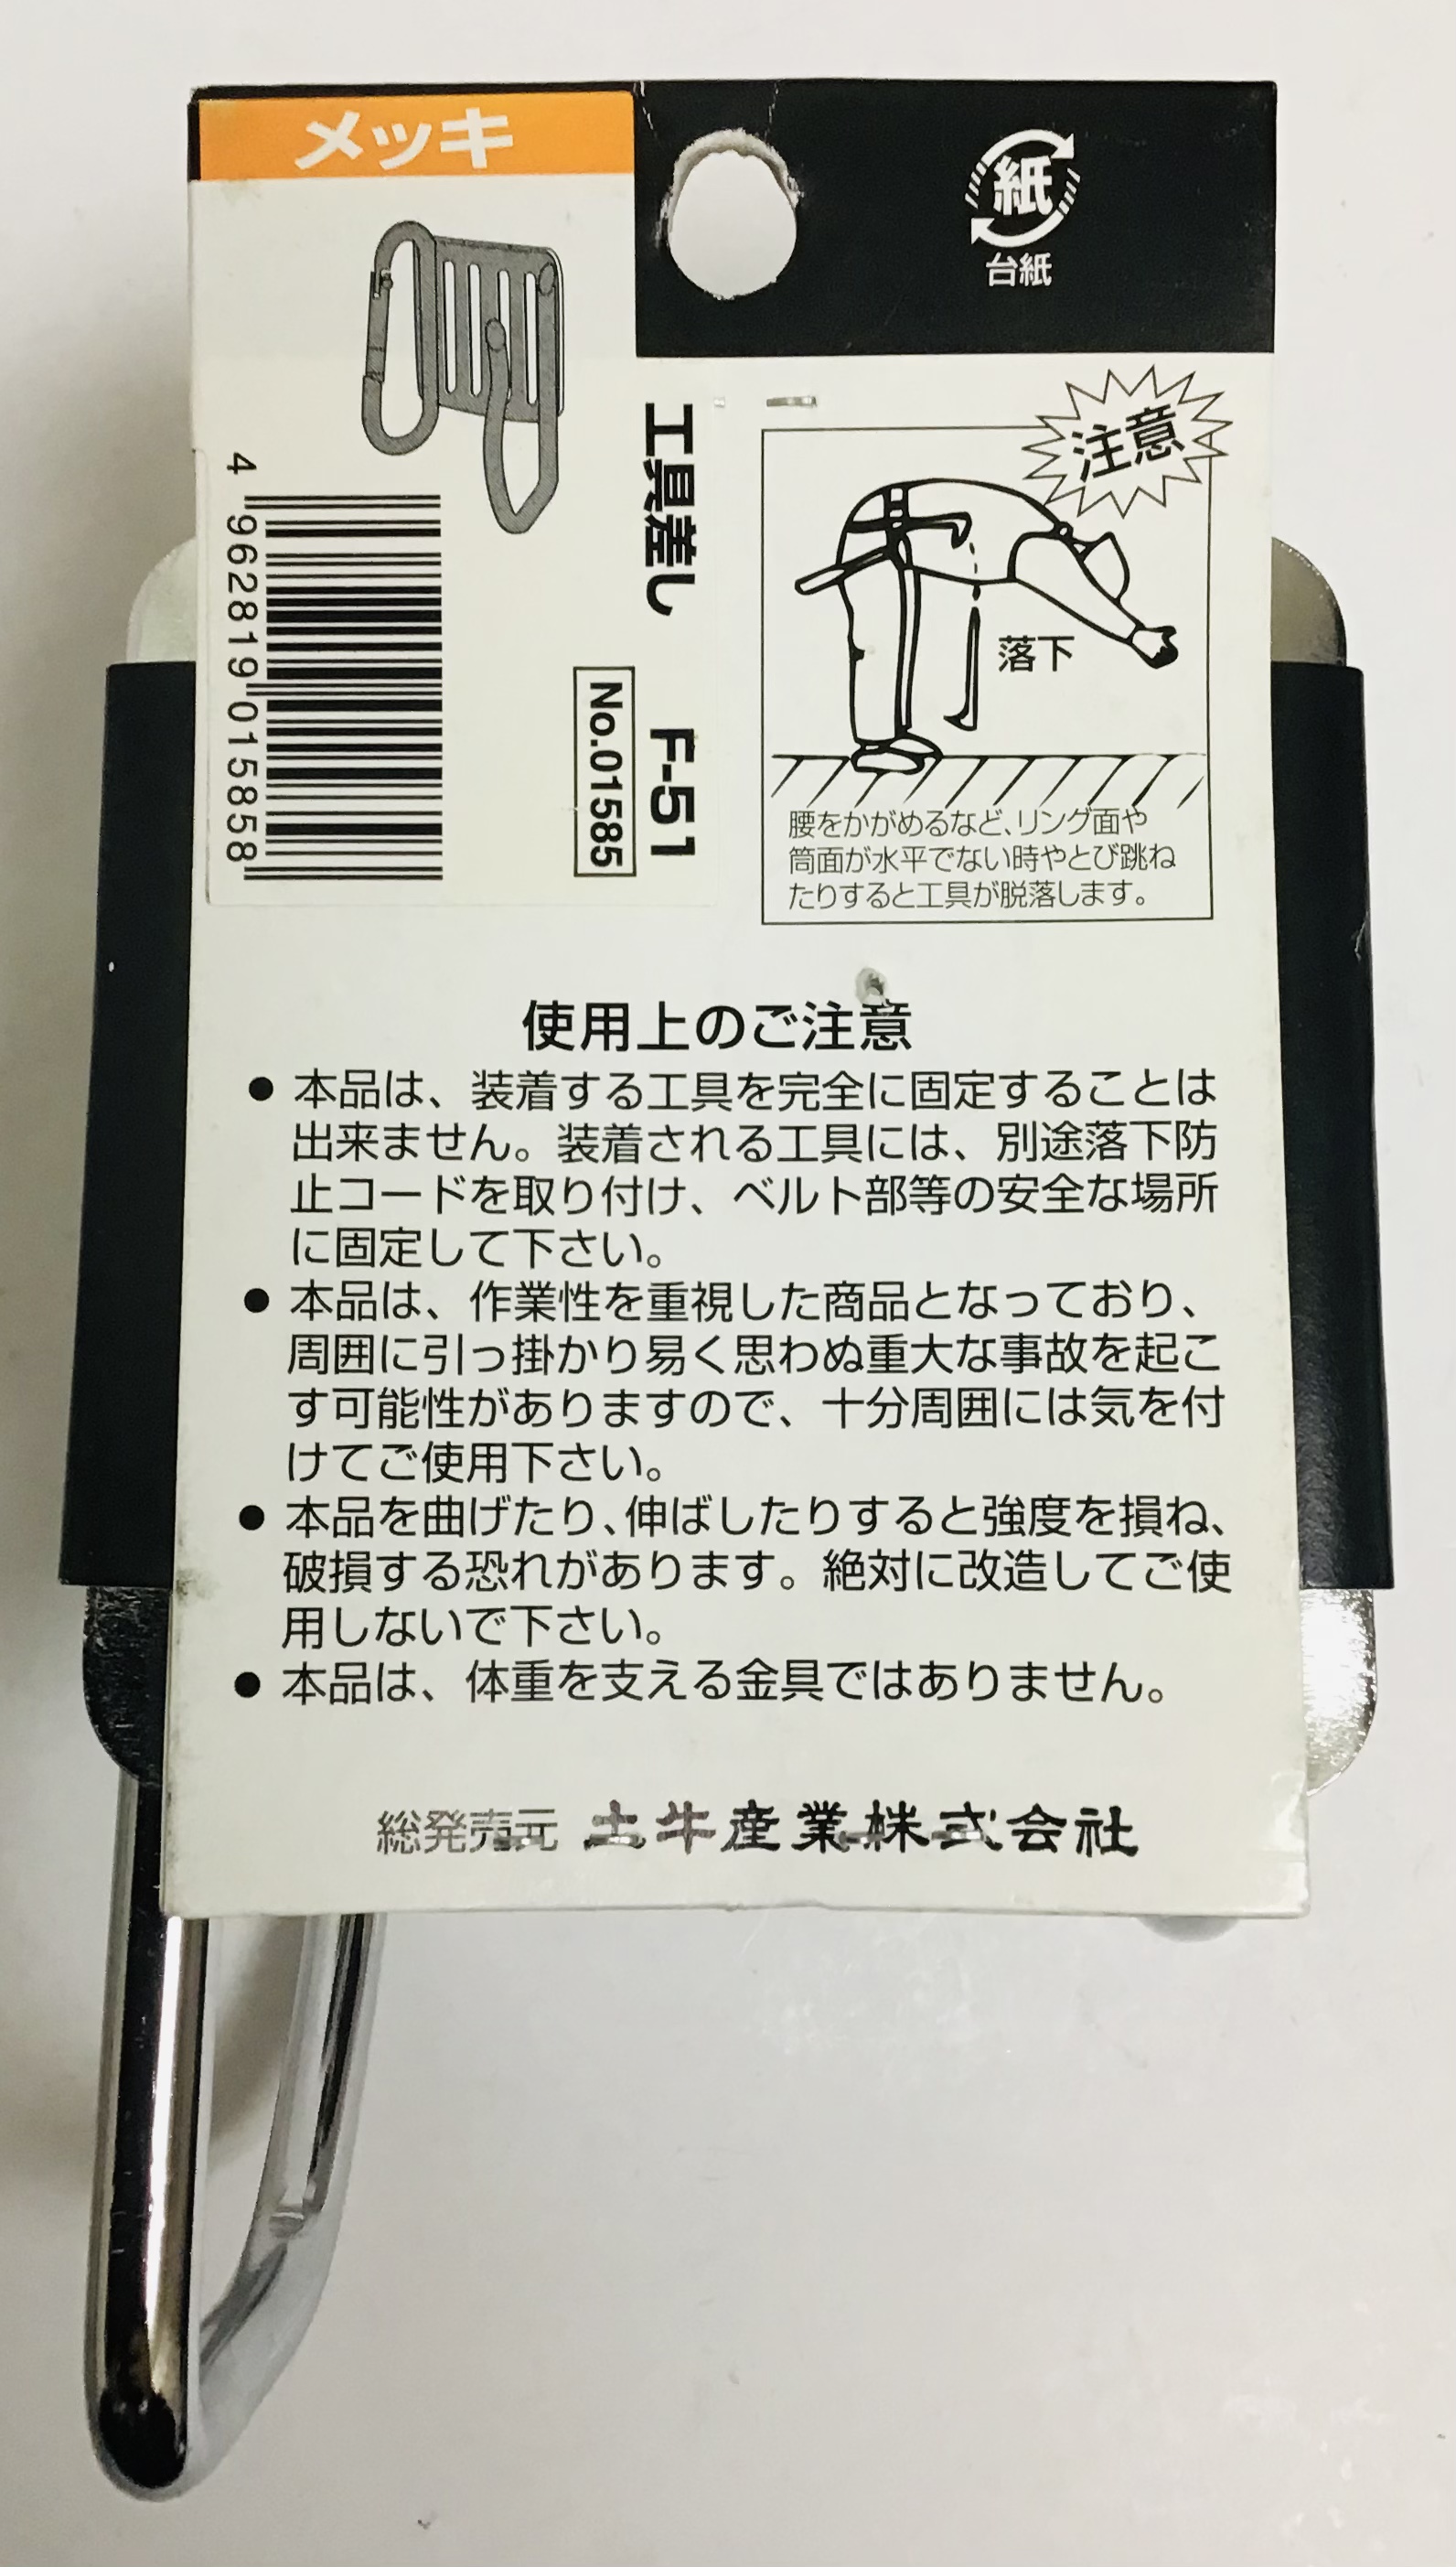 メッキ
紙
台紙
工具差し F-51
No.01585
4 962819 015858
注意
落下
腰をかがめるなど、リング面や
筒面が水平でない時やとび跳ね
たりすると工具が脱落します。
使用上のご注意
● 本品は、装着する工具を完全に固定することは
出来ません。装着される工具には、別途落下防
止コードを取り付け、ベルト部等の安全な場所
に固定して下さい。
● 本品は、作業性を重視した商品となっており、
周囲に引っ掛かり易く思わぬ重大な事故を起こ
す可能性がありますので、十分周囲には気を付
けてご使用下さい。
● 本品を曲げたり、伸ばしたりすると強度を損ね、
破損する恐れがあります。絶対に改造してご使
用しないで下さい。
● 本品は、体重を支える金具ではありません。
総発売元 土牛産業株式会社